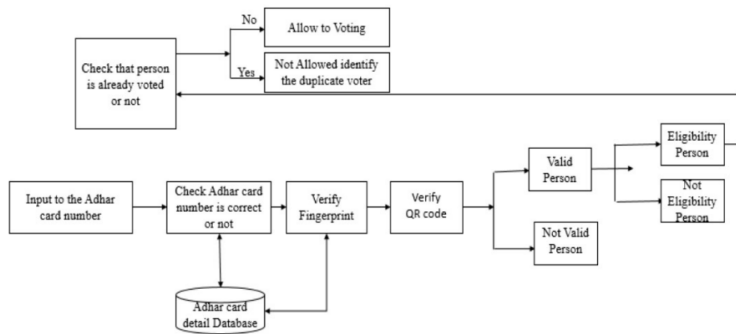 No
Allow to Voting
Check that person
is already voted
or not
Yes
Not Allowed identify
the duplicate voter
Input to the Adhar
card number
Check Adhar card
number is correct
or not
Verify
Fingerprint
Verify
QR code
Valid
Person
Not Valid
Person
Eligibility
Person
Not
Eligibility
Person
Adhar card
detail Database